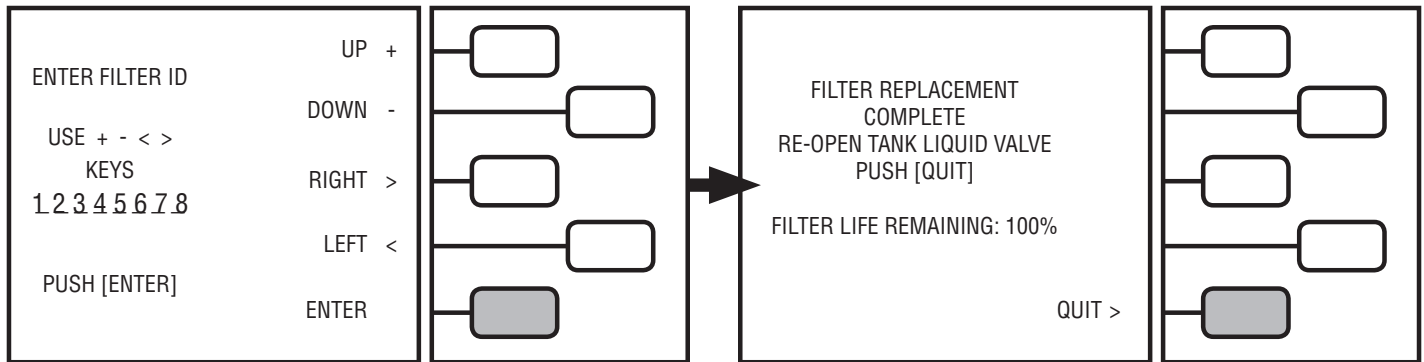 ENTER FILTER ID
USE + - < >
KEYS
12345678
PUSH [ENTER]
UP +
DOWN -
RIGHT >
LEFT <
ENTER
FILTER REPLACEMENT
COMPLETE
RE-OPEN TANK LIQUID VALVE
PUSH [QUIT]
FILTER LIFE REMAINING: 100%
QUIT >